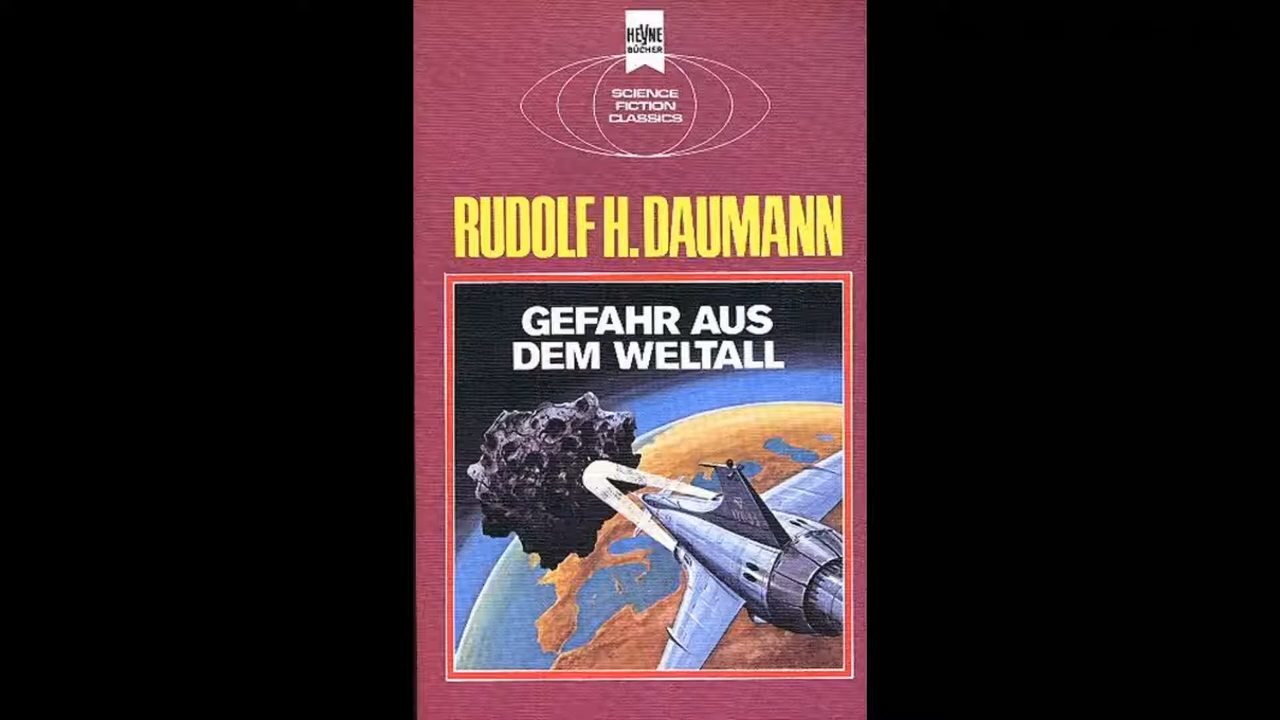 HEYNE
BÜCHER
SCIENCE
FICTION
CLASSICS
RUDOLF H. DAUMANN
GEFAHR AUS
DEM WELTALL